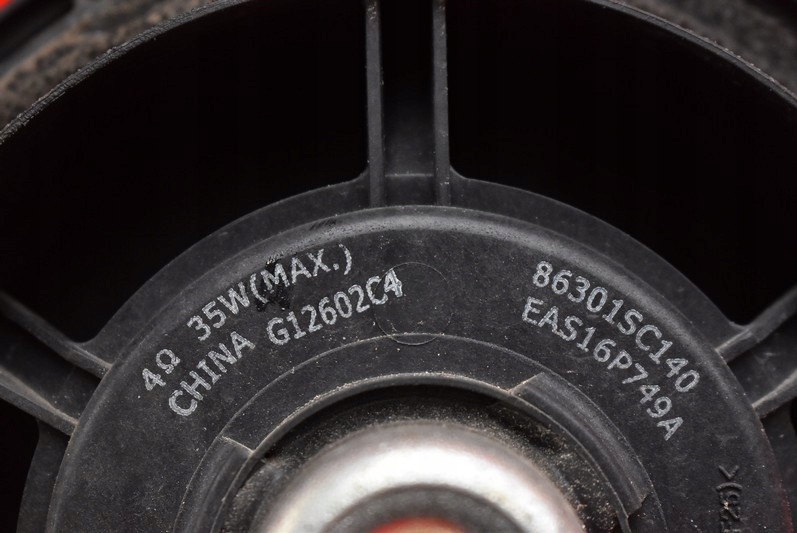 4Ω 35W(MAX.)
CHINA G12602C4
86301SC140
EAS16P749A